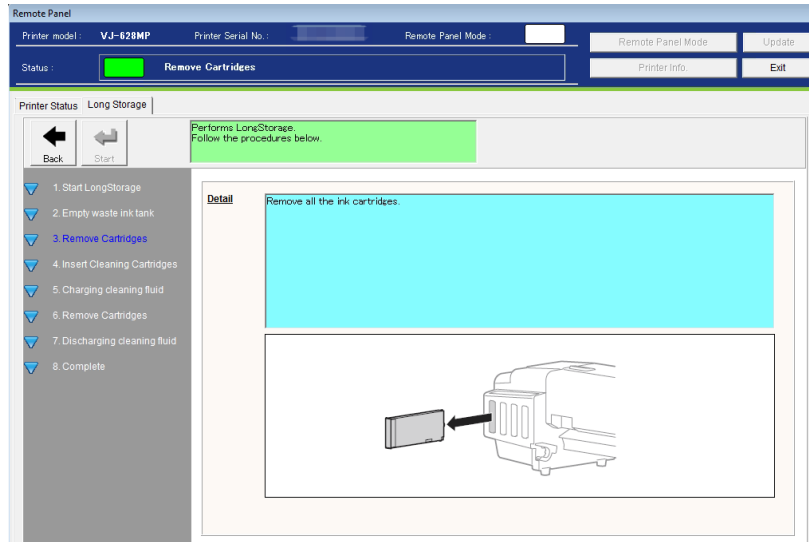 Remote Panel
Printer model : VJ-628MP Printer Serial No. : Remote Panel Mode :
Remote Panel Mode Update
Status : Remove Cartridges
Printer Info. Exit
Printer Status Long Storage
Back Start
Performs LongStorage.
Follow the procedures below.
1. Start LongStorage
2. Empty waste ink tank
3. Remove Cartridges
4. Insert Cleaning Cartridges
5. Charging cleaning fluid
6. Remove Cartridges
7. Discharging cleaning fluid
8. Complete
Detail
Remove all the ink cartridges.